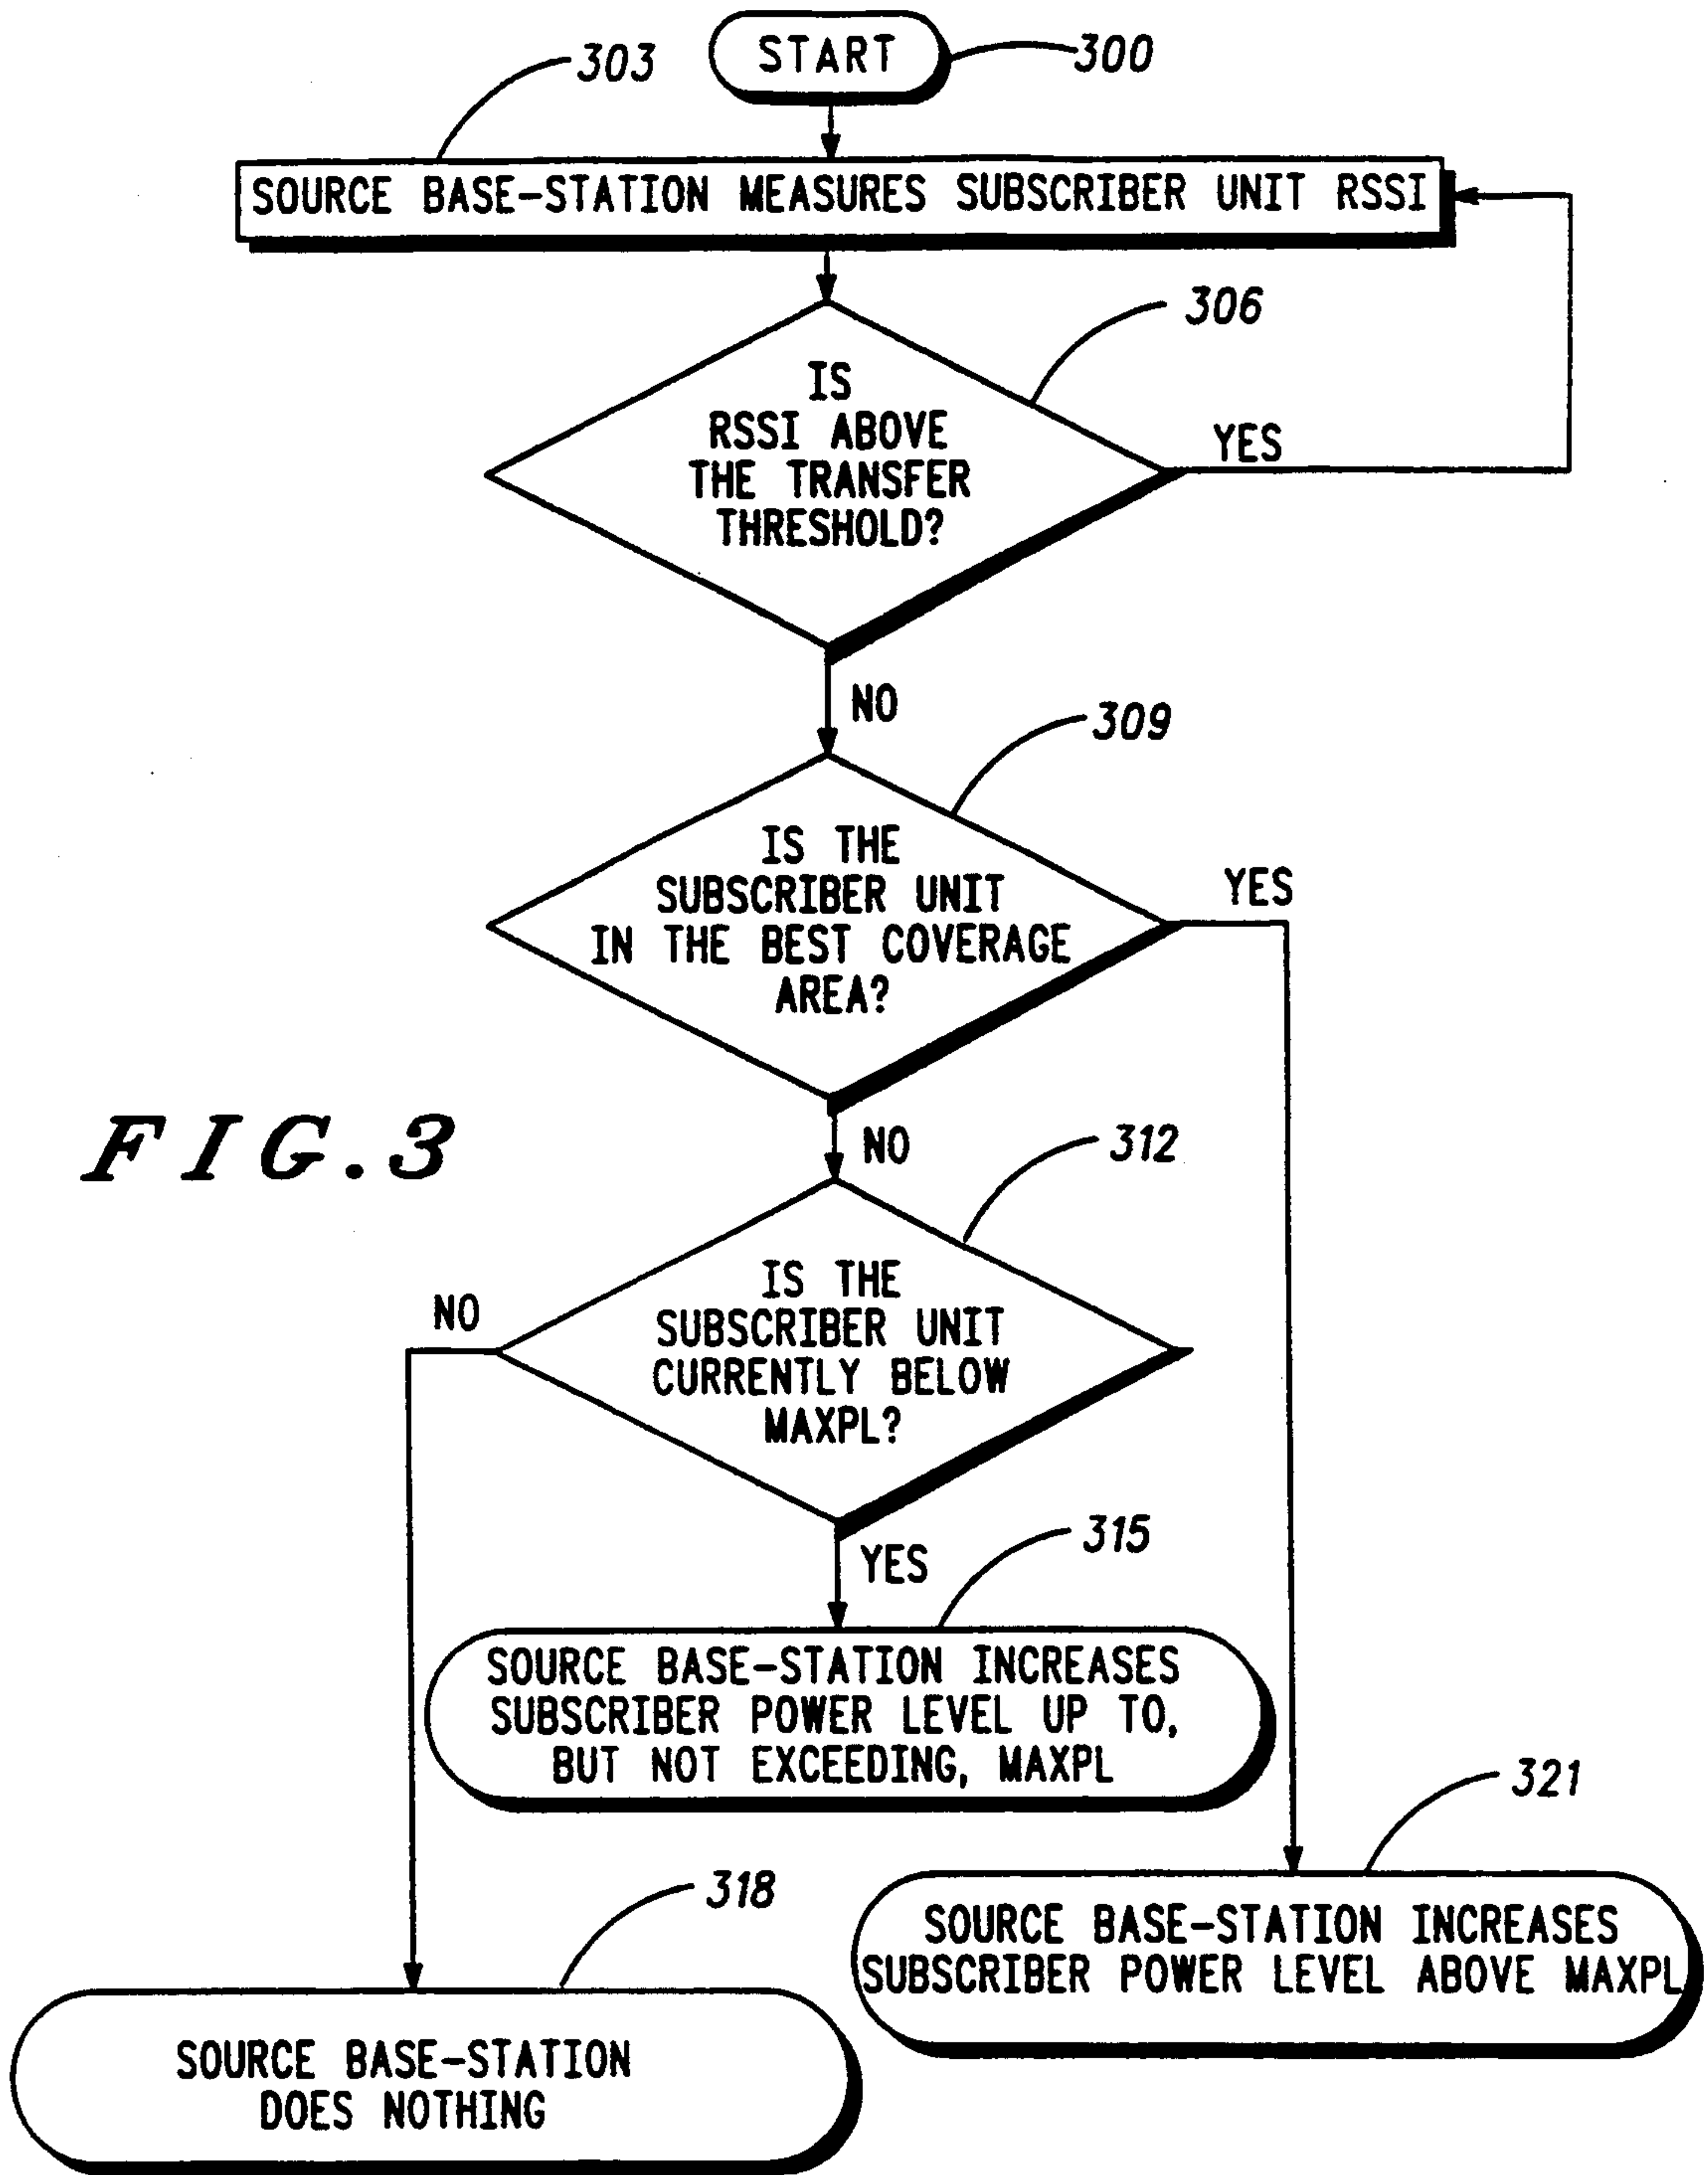 START
300
303
SOURCE BASE-STATION MEASURES SUBSCRIBER UNIT RSSI
306
IS
RSSI ABOVE
THE TRANSFER
THRESHOLD?
YES
NO
309
IS THE
SUBSCRIBER UNIT
IN THE BEST COVERAGE
AREA?
YES
NO
FIG.3
312
IS THE
SUBSCRIBER UNIT
CURRENTLY BELOW
MAXPL?
NO
YES
315
SOURCE BASE-STATION INCREASES
SUBSCRIBER POWER LEVEL UP TO,
BUT NOT EXCEEDING, MAXPL
321
SOURCE BASE-STATION INCREASES
SUBSCRIBER POWER LEVEL ABOVE MAXPL
318
SOURCE BASE-STATION
DOES NOTHING